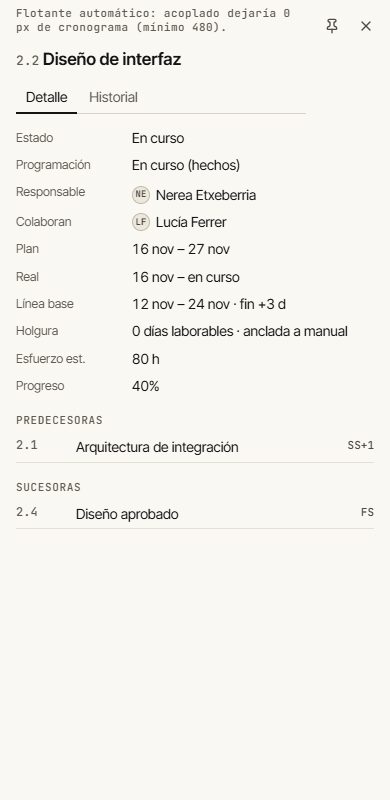 Flotante automático: acoplado dejaría 0
px de cronograma (mínimo 480).
2.2 Diseño de interfaz
Detalle Historial
Estado En curso
Programación En curso (hechos)
Responsable NE Nerea Etxeberria
Colaboran LF Lucía Ferrer
Plan 16 nov – 27 nov
Real 16 nov – en curso
Línea base 12 nov – 24 nov · fin +3 d
Holgura 0 días laborables · anclada a manual
Esfuerzo est. 80 h
Progreso 40%
PREDECESORAS
2.1 Arquitectura de integración SS+1
SUCESORAS
2.4 Diseño aprobado FS